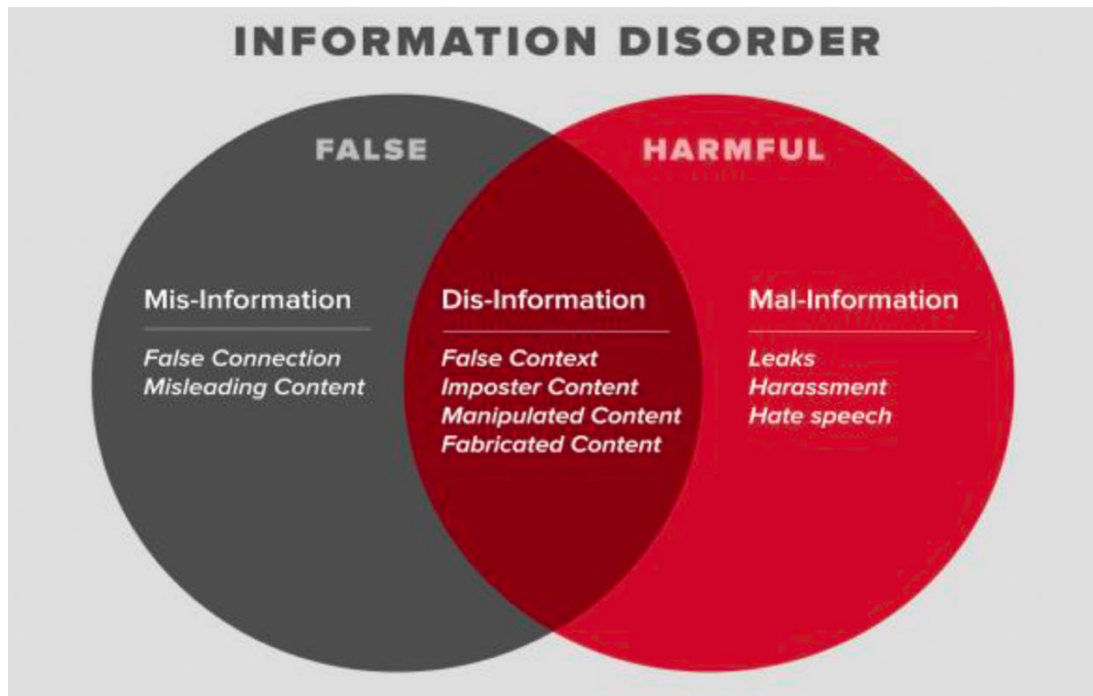 INFORMATION DISORDER
FALSE
HARMFUL
Mis-Information
False Connection
Misleading Content
Dis-Information
False Context
Imposter Content
Manipulated Content
Fabricated Content
Mal-Information
Leaks
Harassment
Hate speech